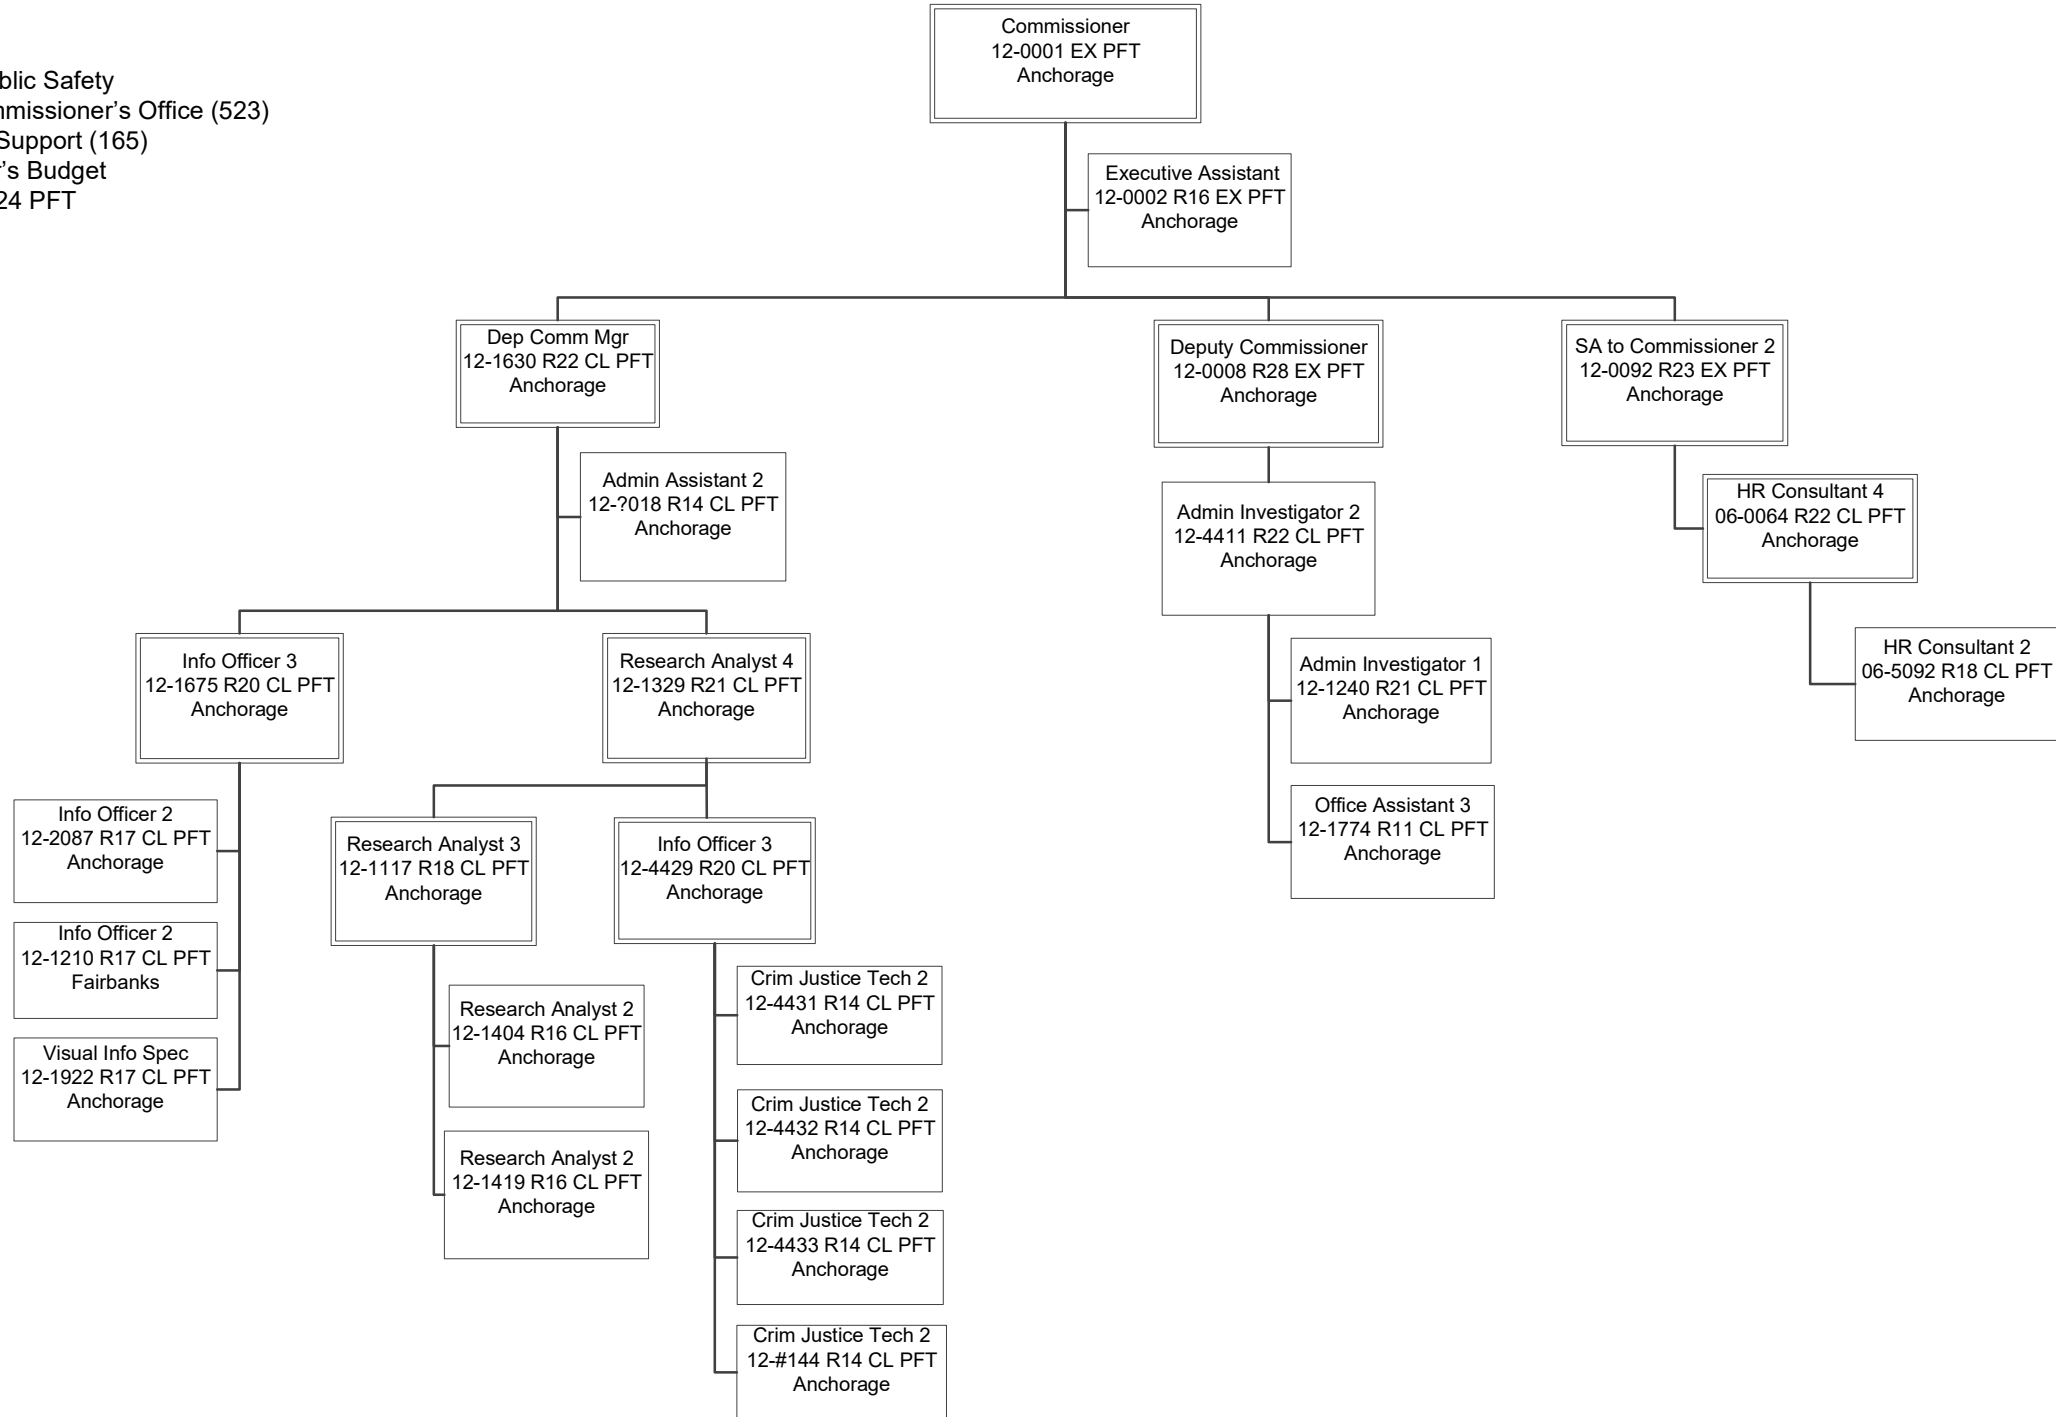 Commissioner
12-0001 EX PFT
Anchorage
blic Safety
mmissioner's Office (523)
Support (165)
r's Budget
24 PFT
Executive Assistant
12-0002 R16 EX PFT
Anchorage
Dep Comm Mgr
12-1630 R22 CL PFT
Anchorage
Deputy Commissioner
12-0008 R28 EX PFT
Anchorage
SA to Commissioner 2
12-0092 R23 EX PFT
Anchorage
Admin Assistant 2
12-?018 R14 CL PFT
Anchorage
Admin Investigator 2
12-4411 R22 CL PFT
Anchorage
HR Consultant 4
06-0064 R22 CL PFT
Anchorage
Info Officer 3
12-1675 R20 CL PFT
Anchorage
Research Analyst 4
12-1329 R21 CL PFT
Anchorage
Admin Investigator 1
12-1240 R21 CL PFT
Anchorage
HR Consultant 2
06-5092 R18 CL PFT
Anchorage
Info Officer 2
12-2087 R17 CL PFT
Anchorage
Research Analyst 3
12-1117 R18 CL PFT
Anchorage
Info Officer 3
12-4429 R20 CL PFT
Anchorage
Office Assistant 3
12-1774 R11 CL PFT
Anchorage
Info Officer 2
12-1210 R17 CL PFT
Fairbanks
Visual Info Spec
12-1922 R17 CL PFT
Anchorage
Research Analyst 2
12-1404 R16 CL PFT
Anchorage
Research Analyst 2
12-1419 R16 CL PFT
Anchorage
Crim Justice Tech 2
12-4431 R14 CL PFT
Anchorage
Crim Justice Tech 2
12-4432 R14 CL PFT
Anchorage
Crim Justice Tech 2
12-4433 R14 CL PFT
Anchorage
Crim Justice Tech 2
12-#144 R14 CL PFT
Anchorage